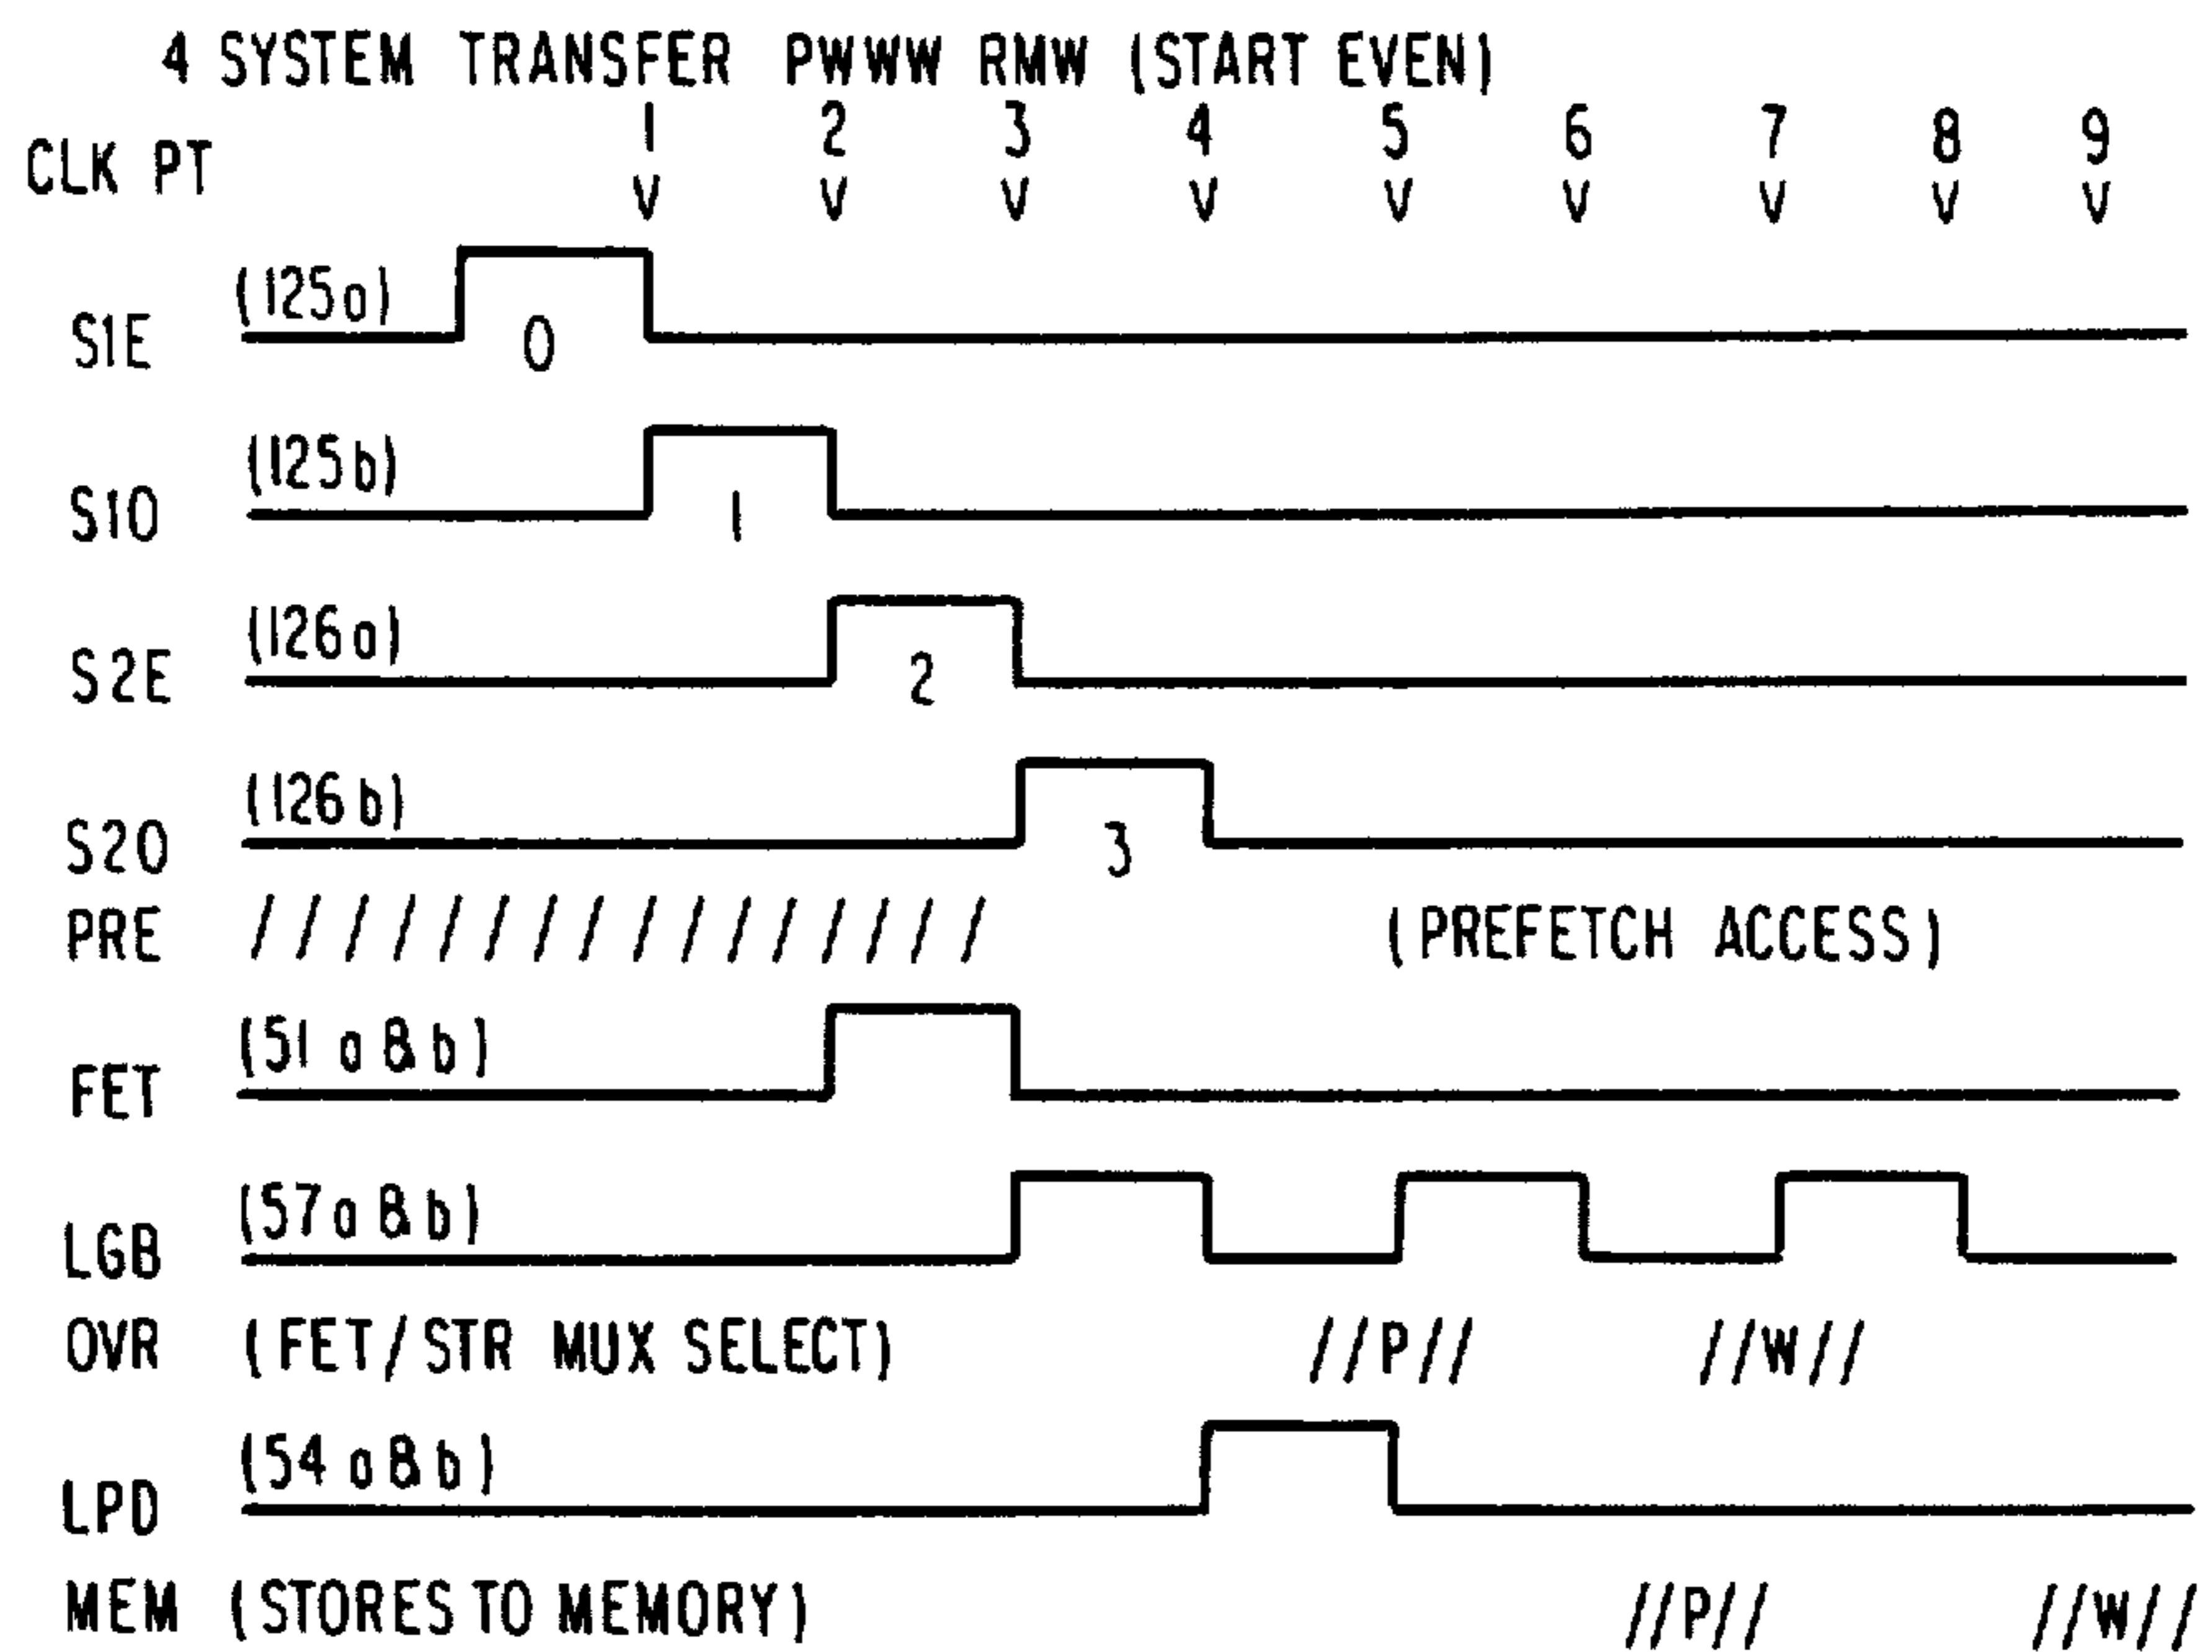 4 SYSTEM TRANSFER PWWW RMW (START EVEN)
CLK PT 1 2 3 4 5 6 7 8 9
V V V V V V V V V
S1E (125a) 0
S1O (125b) 1
S2E (126a) 2
S2O (126b) 3
PRE / / / / / / / / / / / / / / / / (PREFETCH ACCESS)
FET (51 a & b)
LGB (57a & b)
OVR (FET/STR MUX SELECT) //P// //W//
LPD (54 a & b)
MEM (STORES TO MEMORY) //P// //W//